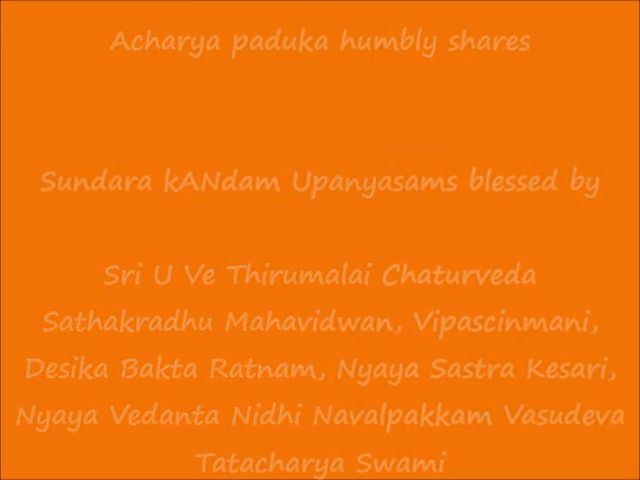 Acharya paduka humbly shares
Sundara kANdam Upanyasams blessed by
Sri U Ve Thirumalai Chaturveda
Sathakradhu Mahavidwan, Vipascinmani,
Desika Bakta Ratnam, Nyaya Sastra Kesari,
Nyaya Vedanta Nidhi Navalpakkam Vasudeva
Tatacharya Swami